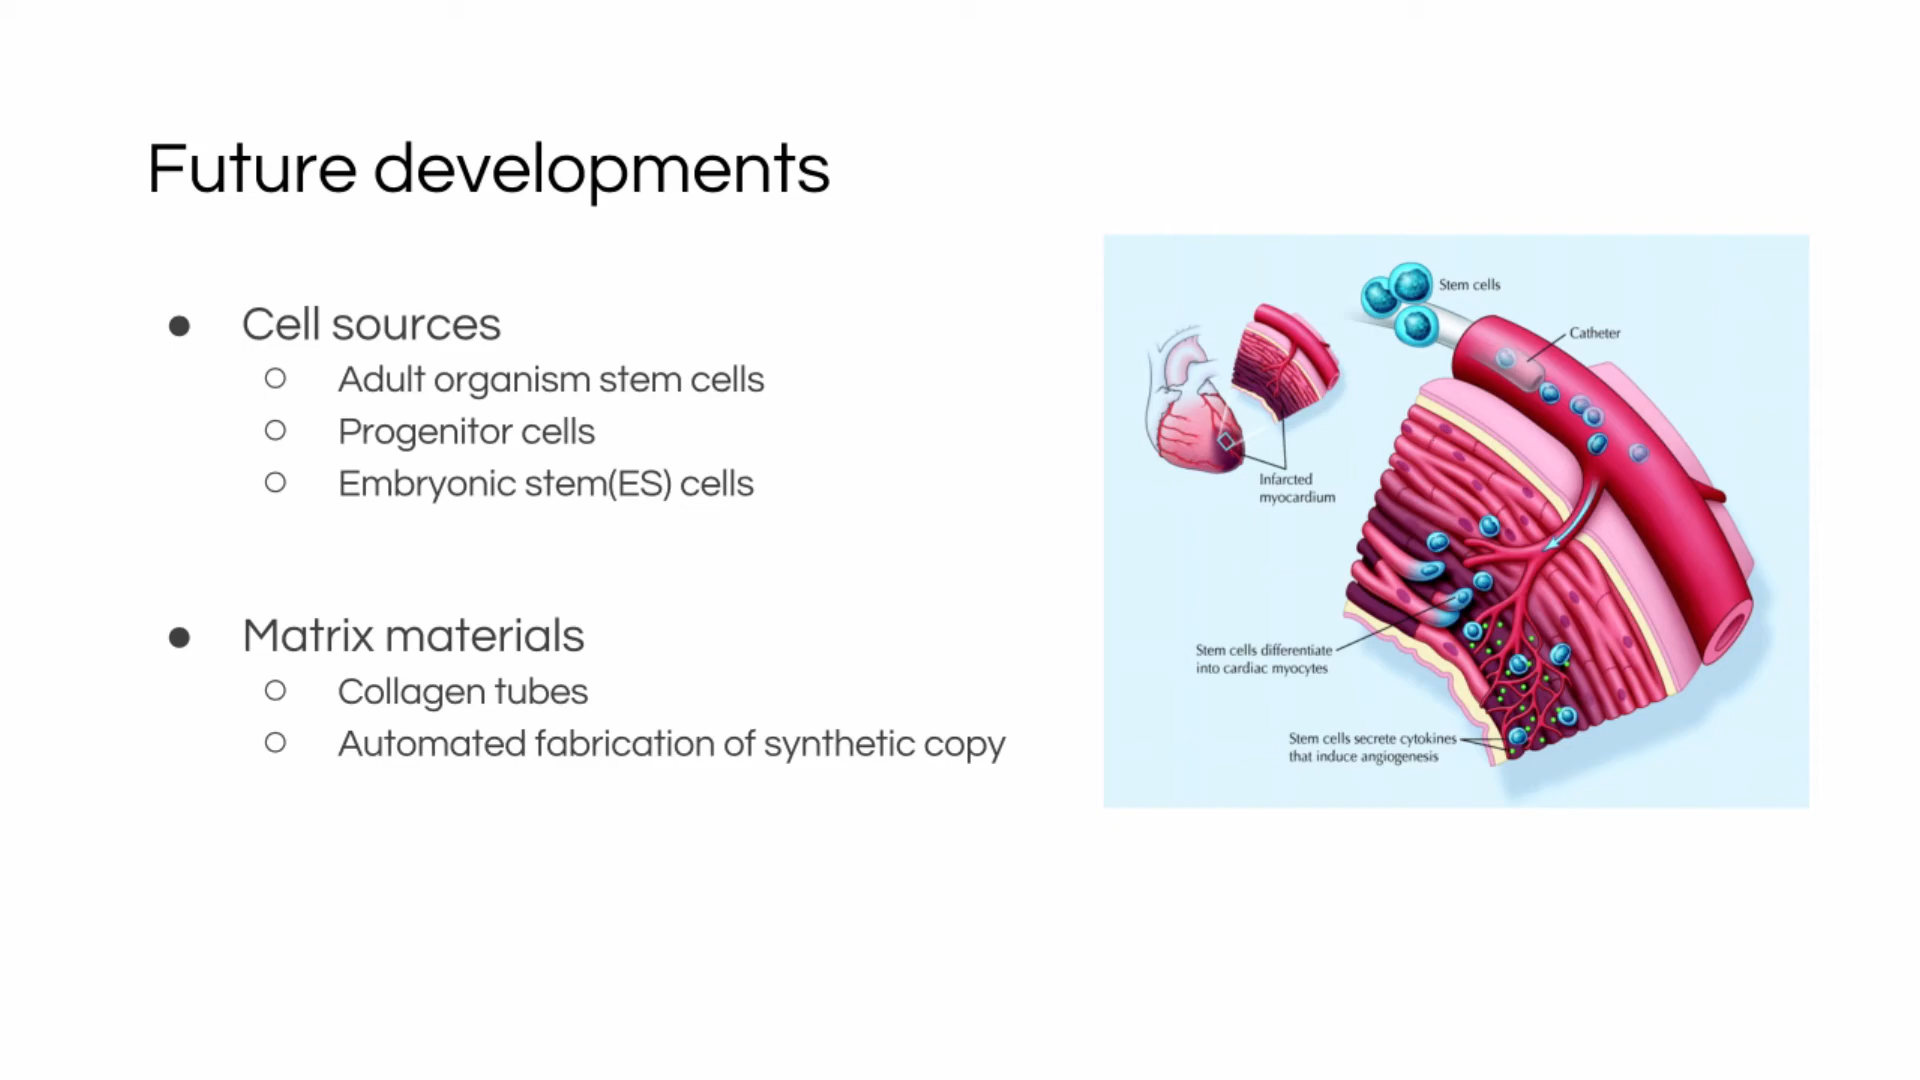 Future developments
● Cell sources
○ Adult organism stem cells
○ Progenitor cells
○ Embryonic stem(ES) cells
● Matrix materials
○ Collagen tubes
○ Automated fabrication of synthetic copy
Stem cells
Catheter
Infarcted
myocardium
Stem cells differentiate
into cardiac myocytes
Stem cells secrete cytokines
that induce angiogenesis